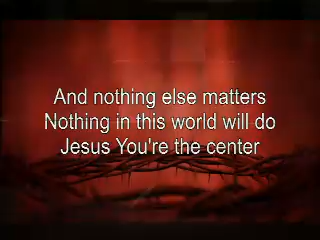 And nothing else matters
Nothing in this world will do
Jesus You're the center